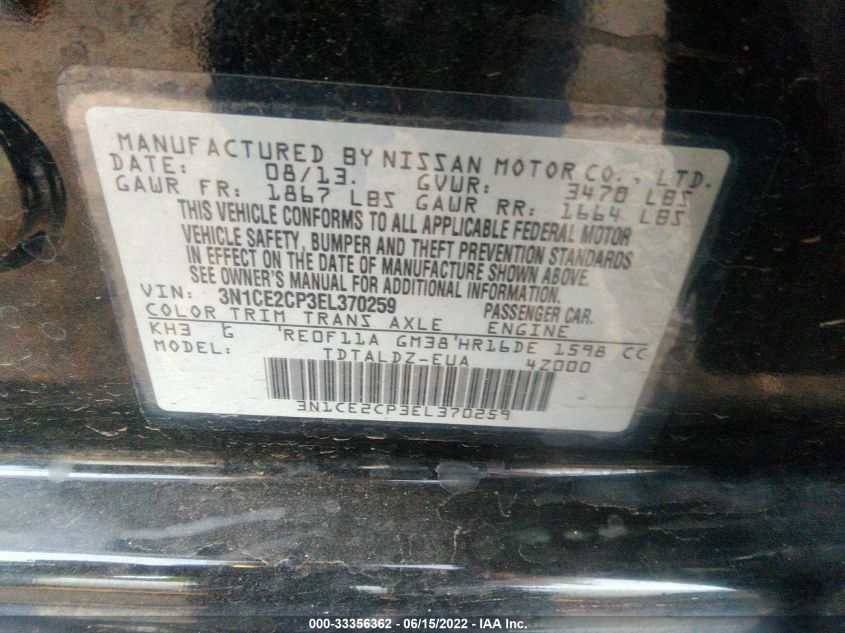 MANUFACTURED BY NISSAN MOTOR CO., LTD.
DATE: 08/13. GVWR: 3470 LBS
GAWR FR: 1867 LBS GAWR RR: 1664 LBS
THIS VEHICLE CONFORMS TO ALL APPLICABLE FEDERAL MOTOR
VEHICLE SAFETY, BUMPER AND THEFT PREVENTION STANDARDS
IN EFFECT ON THE DATE OF MANUFACTURE SHOWN ABOVE.
SEE OWNER'S MANUAL FOR ADDITIONAL INFORMATION.
VIN: 3N1CE2CP3EL370259 PASSENGER CAR.
COLOR TRIM TRANS AXLE ENGINE
KH3 G RE0F11A GM38 HR16DE 1598 CC
MODEL: TDTALDZ-EUA 4Z000
3N1CE2CP3EL370259
000-33356362 - 06/15/2022 - IAA Inc.